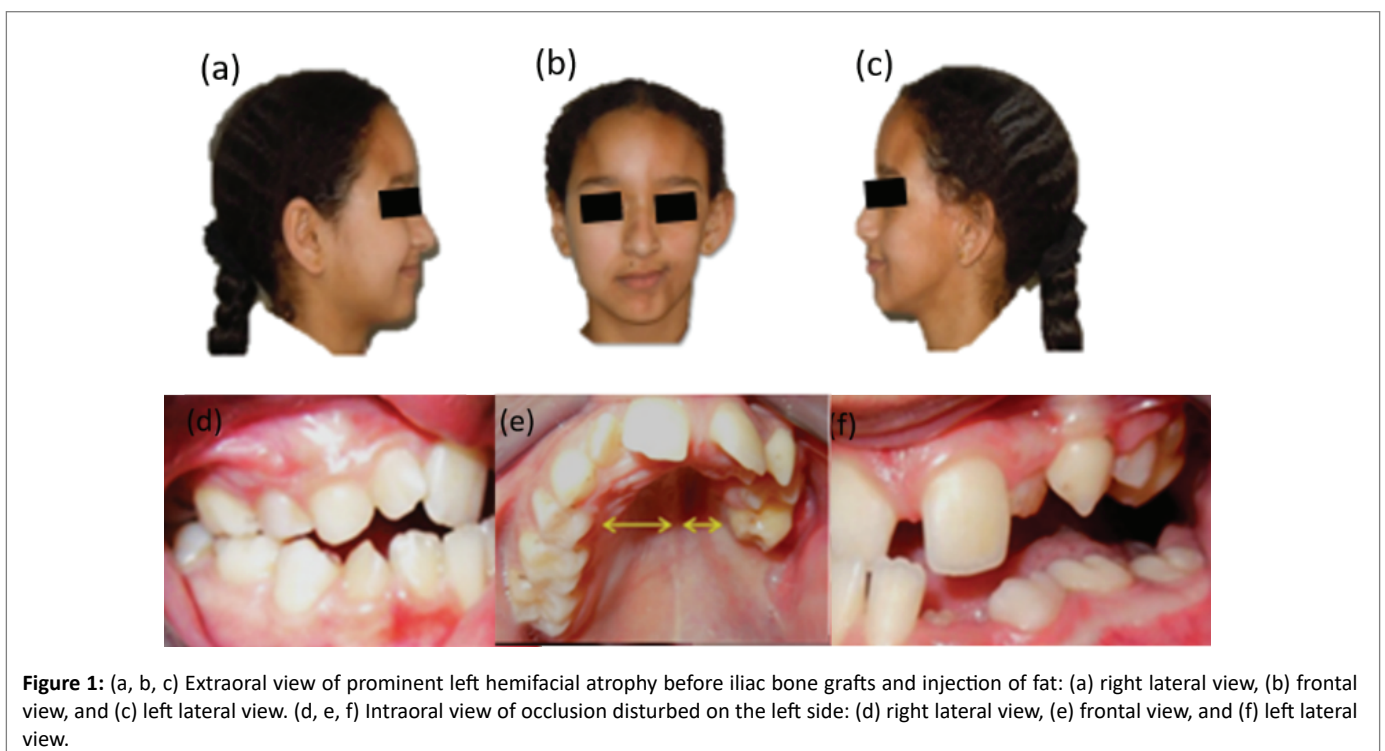 (a)
(b)
(c)
(d)
(e)
(f)
Figure 1: (a, b, c) Extraoral view of prominent left hemifacial atrophy before iliac bone grafts and injection of fat: (a) right lateral view, (b) frontal
view, and (c) left lateral view. (d, e, f) Intraoral view of occlusion disturbed on the left side: (d) right lateral view, (e) frontal view, and (f) left lateral
view.